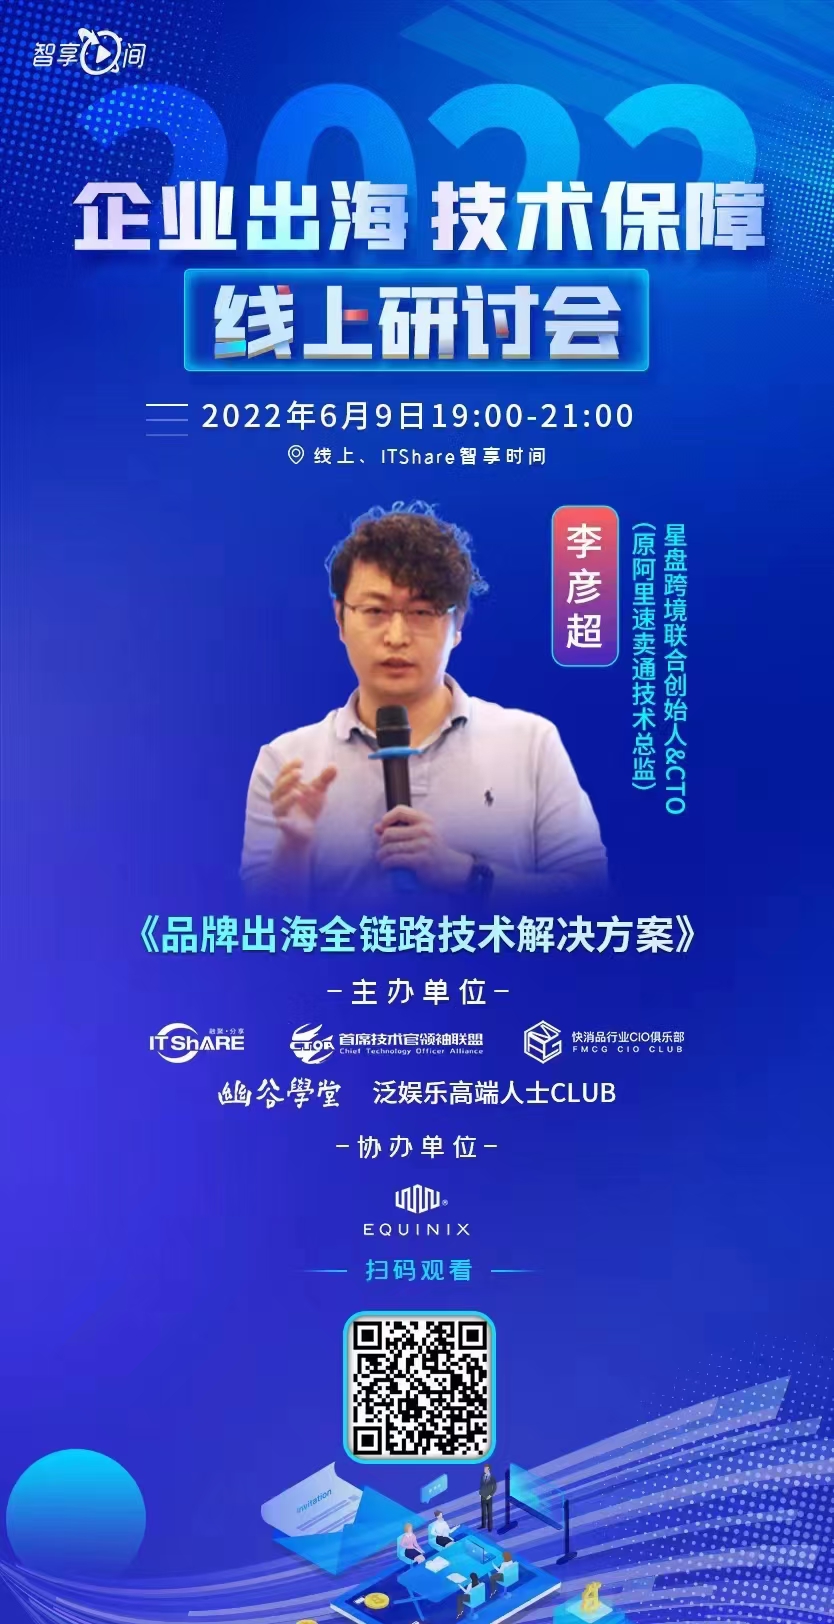 智享 间
2022
企业出海 技术保障
线上研讨会
2022年6月9日19:00-21:00
线上、ITShare智享时间
李彦超
星盘跨境联合创始人&CTO
(原阿里速卖通技术总监)
《品牌出海全链路技术解决方案》
-主办单位-
融聚·分享
ITShARE
CTOA
首席技术官领袖联盟
Chief Technology Officer Alliance
快消品行业CIO俱乐部
FMCG CIO CLUB
幽谷學堂 泛娱乐高端人士CLUB
-协办单位-
EQUINIX
扫码观看
invitation